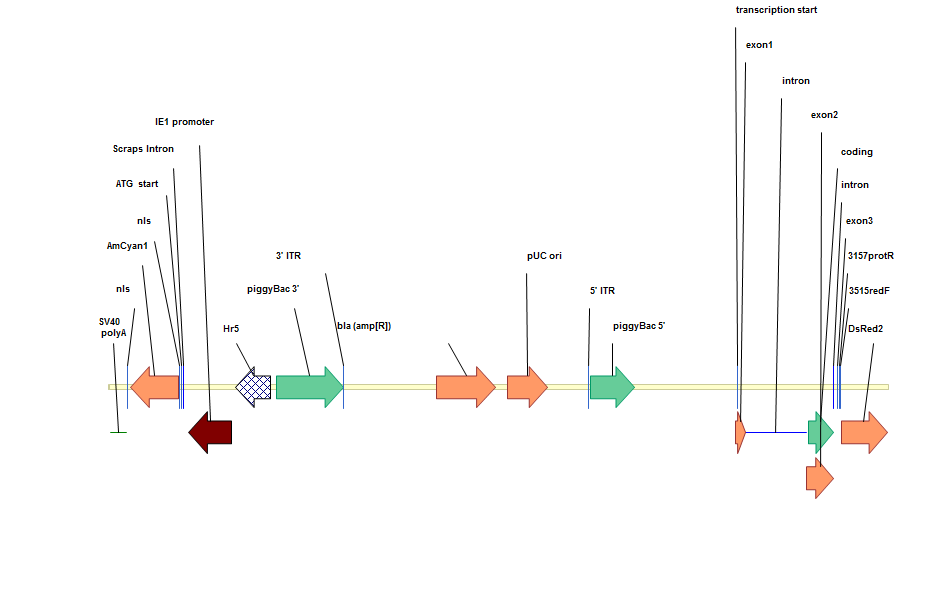 transcription start
exon1
intron
exon2
IE1 promoter
Scraps Intron
coding
ATG start
intron
nls
exon3
AmCyan1
3' ITR
pUC ori
3157protR
nls
piggyBac 3'
5' ITR
3515redF
SV40
polyA
Hr5
bla (amp[R])
piggyBac 5'
DsRed2